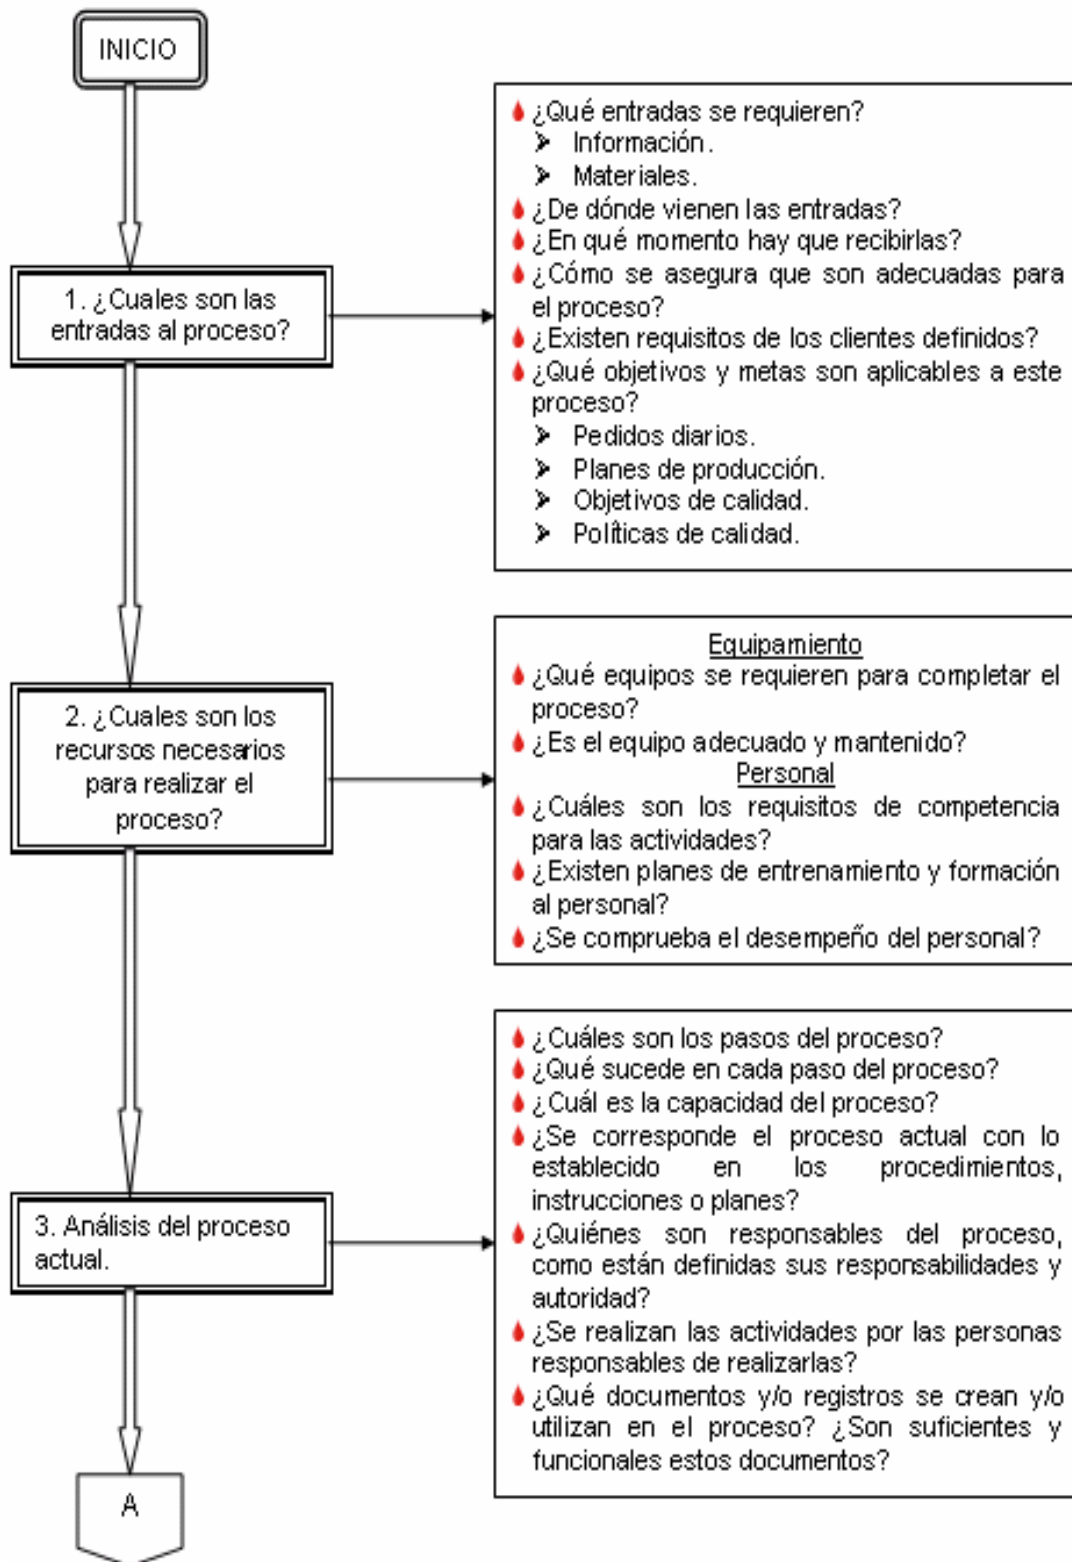 INICIO
¿Qué entradas se requieren?
Información.
Materiales.
¿De dónde vienen las entradas?
¿En qué momento hay que recibirlas?
¿Cómo se asegura que son adecuadas para
el proceso?
¿Existen requisitos de los clientes definidos?
¿Qué objetivos y metas son aplicables a este
proceso?
Pedidos diarios.
Planes de producción.
Objetivos de calidad.
Políticas de calidad.
1. ¿Cuales son las
entradas al proceso?
Equipamiento
¿Qué equipos se requieren para completar el
proceso?
¿Es el equipo adecuado y mantenido?
Personal
¿Cuáles son los requisitos de competencia
para las actividades?
¿Existen planes de entrenamiento y formación
al personal?
¿Se comprueba el desempeño del personal?
2. ¿Cuales son los
recursos necesarios
para realizar el
proceso?
¿Cuáles son los pasos del proceso?
¿Qué sucede en cada paso del proceso?
¿Cuál es la capacidad del proceso?
¿Se corresponde el proceso actual con lo
establecido en los procedimientos,
instrucciones o planes?
¿Quiénes son responsables del proceso,
como están definidas sus responsabilidades y
autoridad?
¿Se realizan las actividades por las personas
responsables de realizarlas?
¿Qué documentos y/o registros se crean y/o
utilizan en el proceso? ¿Son suficientes y
funcionales estos documentos?
3. Análisis del proceso
actual.
A